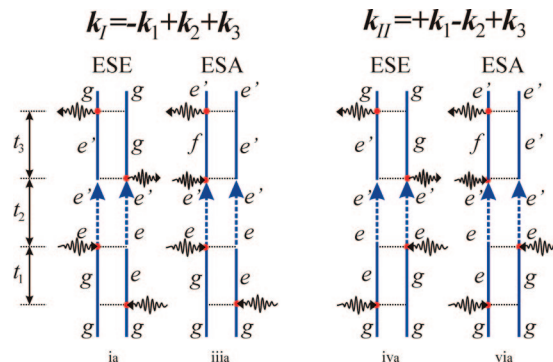 k_I=-k_1+k_2+k_3 k_II=+k_1-k_2+k_3
ESE ESA ESE ESA
g g e' e' g g e' e'
t_3 e' g f e' e' g f e'
e' e' e' e' e' e' e' e'
t_2
e e e e e e e e
t_1 g e g e e g e g
g g g g g g g g
ia iiia iva via